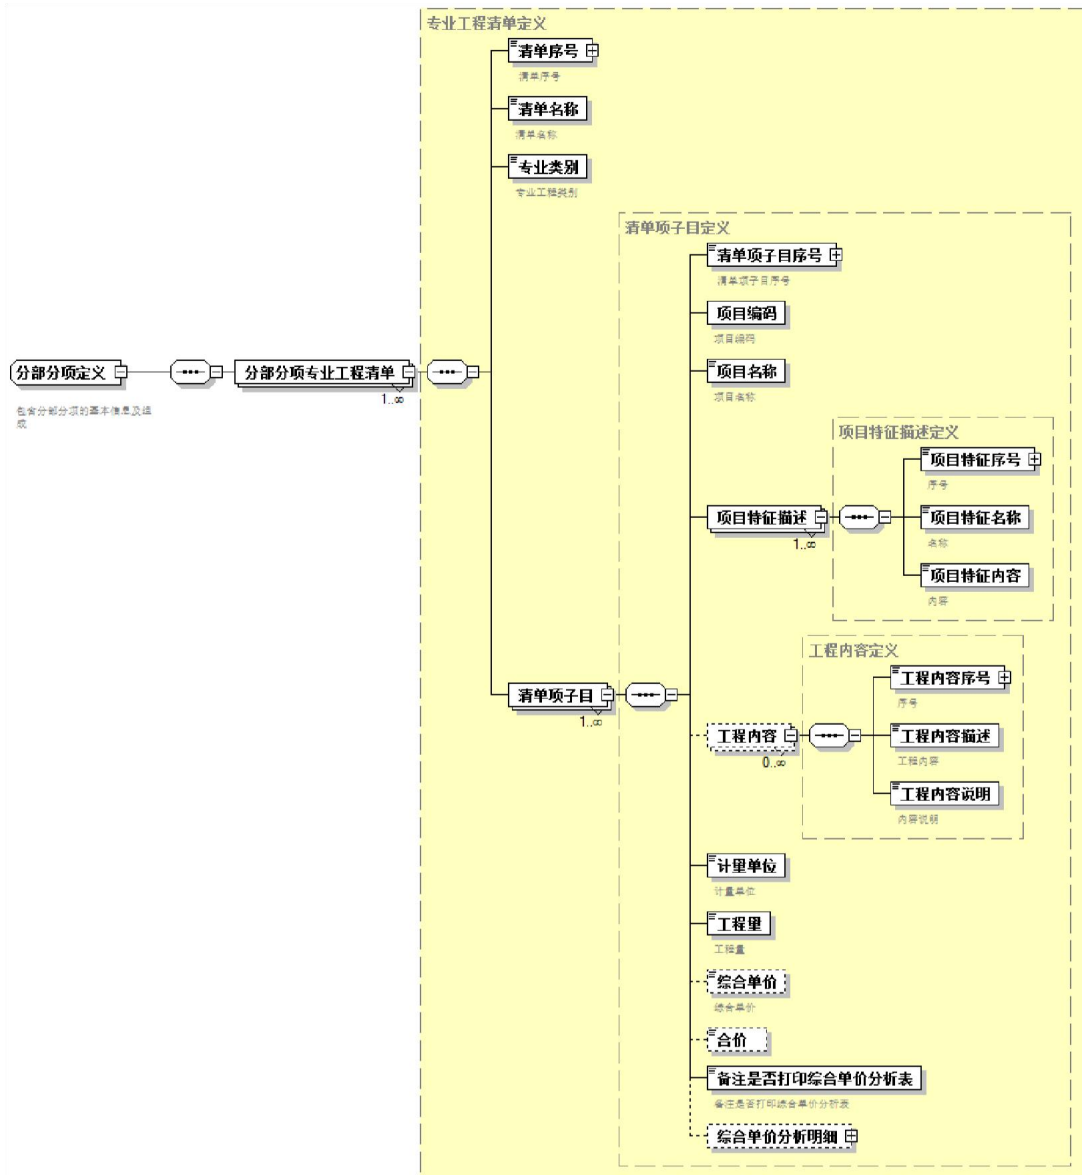 专业工程清单定义
清单序号
清单序号
清单名称
清单名称
专业类别
专业工程类别
清单项子目定义
清单项子目序号
清单项子目序号
项目编码
项目编码
项目名称
项目名称
分部分项定义
包含分部分项的基本信息及组
成
分部分项专业工程清单
1..∞
项目特征描述定义
项目特征序号
序号
项目特征描述
1..∞
项目特征名称
名称
项目特征内容
内容
工程内容定义
工程内容序号
序号
清单项子目
1..∞
工程内容
0..∞
工程内容描述
工程内容
工程内容说明
内容说明
计量单位
计量单位
工程量
工程量
综合单价
综合单价
合价
备注是否打印综合单价分析表
备注是否打印综合单价分析表
综合单价分析明细